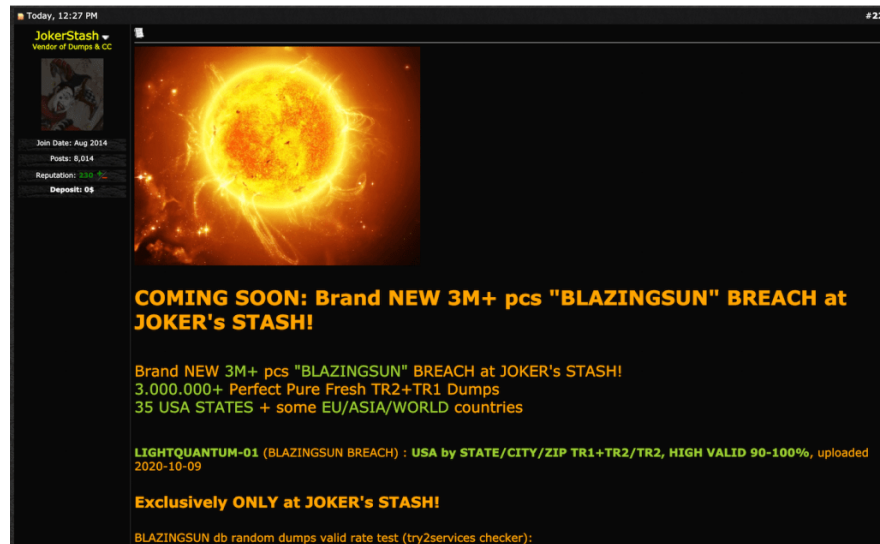 Today, 12:27 PM
#22
JokerStash
Vendor of Dumps & CC
Join Date: Aug 2014
Posts: 8,014
Reputation: 230
Deposit: 0$
COMING SOON: Brand NEW 3M+ pcs "BLAZINGSUN" BREACH at
JOKER's STASH!
Brand NEW 3M+ pcs "BLAZINGSUN" BREACH at JOKER's STASH!
3.000.000+ Perfect Pure Fresh TR2+TR1 Dumps
35 USA STATES + some EU/ASIA/WORLD countries
LIGHTQUANTUM-01 (BLAZINGSUN BREACH) : USA by STATE/CITY/ZIP TR1+TR2/TR2, HIGH VALID 90-100%, uploaded
2020-10-09
Exclusively ONLY at JOKER's STASH!
BLAZINGSUN db random dumps valid rate test (try2services checker):